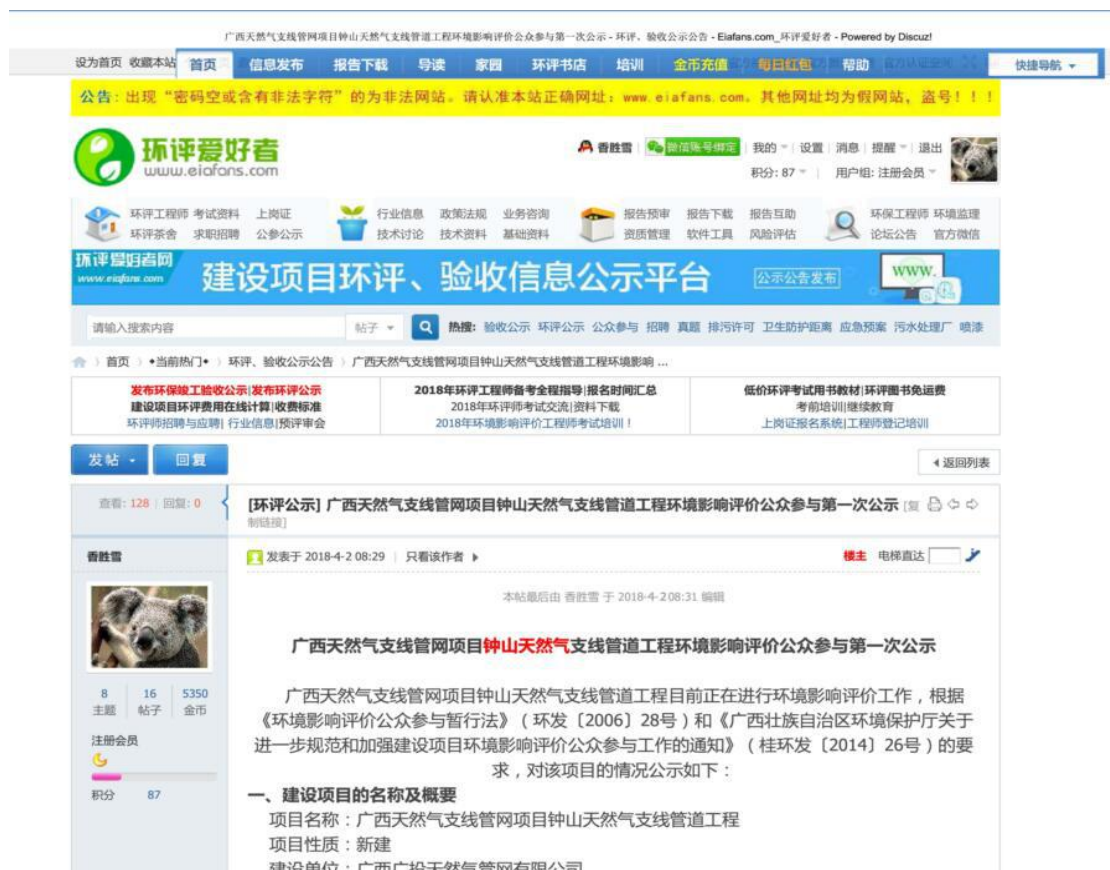 广西天然气支线管网项目钟山天然气支线管道工程环境影响评价公众参与第一次公示 - 环评、验收公示公告 - Eiafans.com_环评爱好者 - Powered by Discuz!
设为首页 收藏本站 首页 信息发布 报告下载 导读 家园 环评书店 培训 金币充值 每日红包 帮助 快捷导航
公告：出现“密码空或含有非法字符”的为非法网站。请认准本站正确网址：www.eiafans.com。其他网址均为假网站，盗号！！！
环评爱好者
www.eiafans.com
香胜雪 微信账号绑定 我的 设置 消息 提醒 退出
积分: 87 用户组: 注册会员
环评工程师 考试资料 上岗证 行业信息 政策法规 业务咨询 报告预审 报告下载 报告互助 环保工程师 环境监理
环评茶舍 求职招聘 公参公示 技术讨论 技术资料 基础资料 资质管理 软件工具 风险评估 论坛公告 官方微信
环评爱好者网
www.eiafans.com
建设项目环评、验收信息公示平台 公示公告发布 WWW.
请输入搜索内容 帖子 热搜: 验收公示 环评公示 公众参与 招聘 真题 排污许可 卫生防护距离 应急预案 污水处理厂 喷漆
首页 〉 •当前热门• 〉 环评、验收公示公告 〉 广西天然气支线管网项目钟山天然气支线管道工程环境影响 ...
发布环保竣工验收公示|发布环评公示 2018年环评工程师备考全程指导|报名时间汇总 低价环评考试用书教材|环评图书免运费
建设项目环评费用在线计算|收费标准 2018年环评师考试交流|资料下载 考前培训|继续教育
环评师招聘与应聘| 行业信息|预评审会 2018年环境影响评价工程师考试培训！ 上岗证报名系统|工程师登记培训
发帖 回复 返回列表
查看: 128 | 回复: 0 [环评公示] 广西天然气支线管网项目钟山天然气支线管道工程环境影响评价公众参与第一次公示 [复
制链接]
香胜雪 发表于 2018-4-2 08:29 | 只看该作者 楼主 电梯直达
本帖最后由 香胜雪 于 2018-4-2 08:31 编辑
广西天然气支线管网项目钟山天然气支线管道工程环境影响评价公众参与第一次公示
8 16 5350
主题 帖子 金币
注册会员
积分 87
广西天然气支线管网项目钟山天然气支线管道工程目前正在进行环境影响评价工作，根据
《环境影响评价公众参与暂行法》（环发〔2006〕28号）和《广西壮族自治区环境保护厅关于
进一步规范和加强建设项目环境影响评价公众参与工作的通知》（桂环发〔2014〕26号）的要
求，对该项目的情况公示如下：
一、建设项目的名称及概要
项目名称：广西天然气支线管网项目钟山天然气支线管道工程
项目性质：新建
建设单位：广西广投天然气管网有限公司